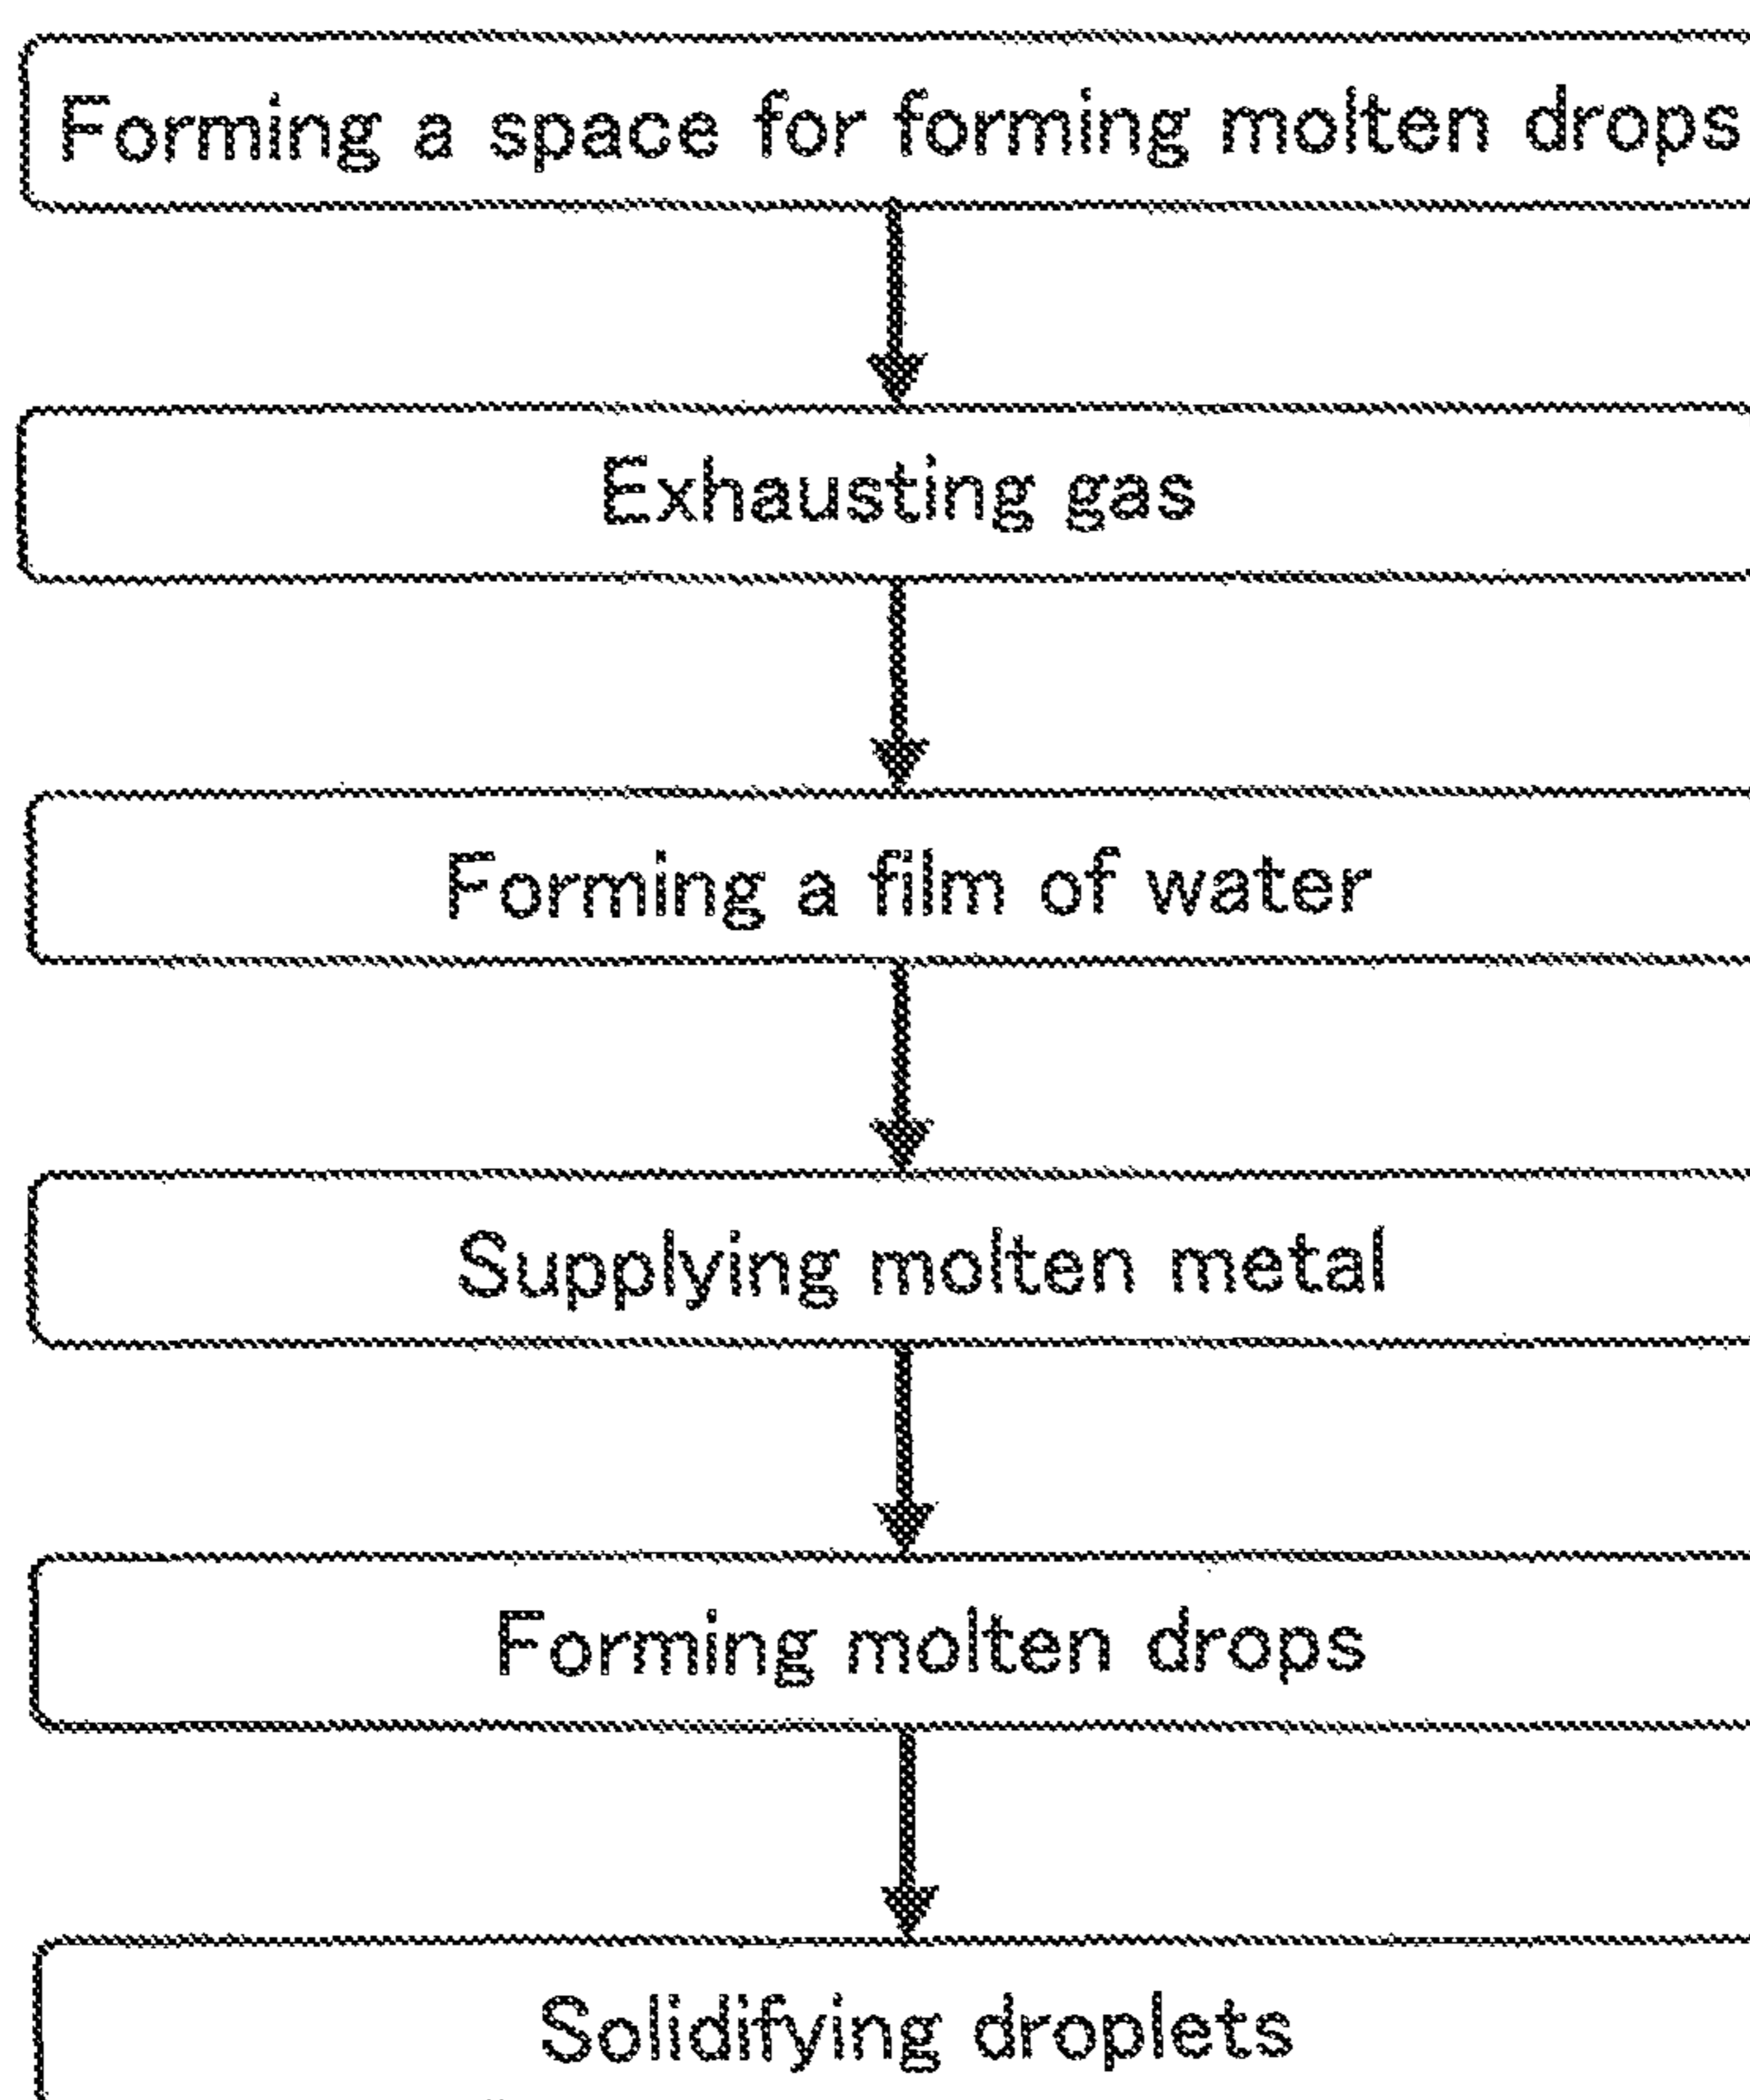 Forming a space for forming molten drops
Exhausting gas
Forming a film of water
Supplying molten metal
Forming molten drops
Solidifying droplets